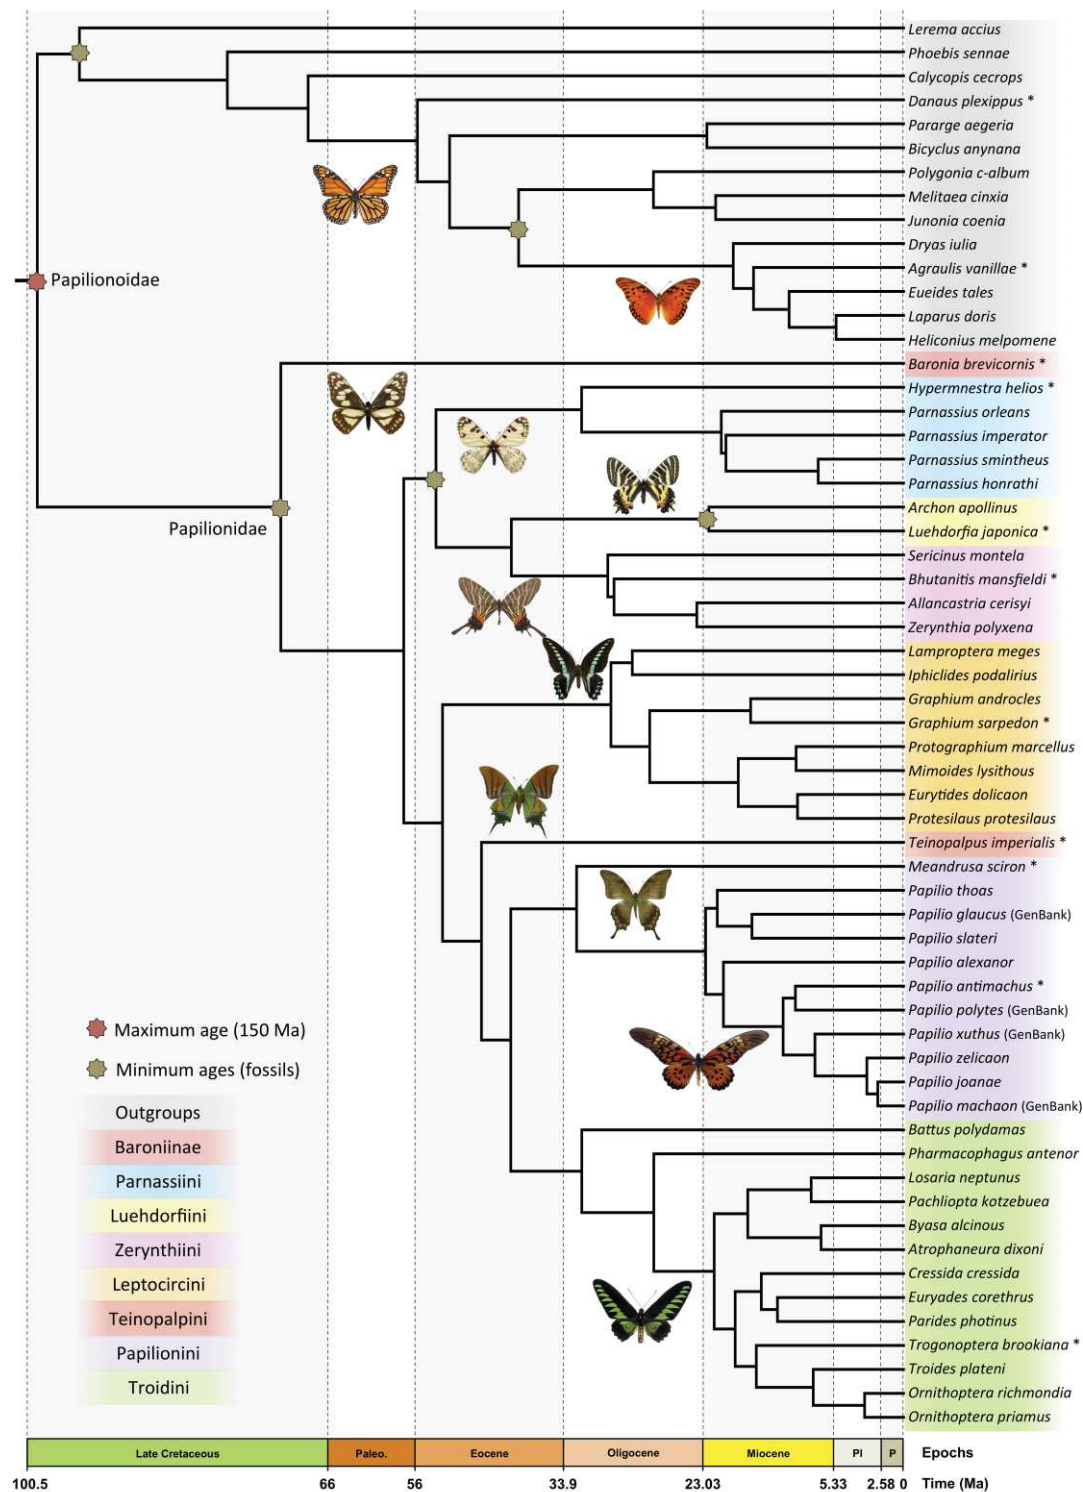 Lerema accius
Phoebis sennae
Calycopis cecrops
Danaus plexippus *
Pararge aegeria
Bicyclus anynana
Polygonia c-album
Melitaea cinxia
Junonia coenia
Dryas iulia
Agraulis vanillae *
Papilionoidae
Eueides tales
Laparus doris
Heliconius melpomene
Baronia brevicornis *
Hypermnestra helios *
Parnassius orleans
Parnassius imperator
Parnassius smintheus
Parnassius honrathi
Archon apollinus
Papilionidae
Luehdorfia japonica *
Sericinus montela
Bhutanitis mansfieldi *
Allancastria cerisyi
Zerynthia polyxena
Lamproptera meges
Iphiclides podalirius
Graphium androcles
Graphium sarpedon *
Protographium marcellus
Mimoides lysithous
Eurytides dolicaon
Protesilaus protesilaus
Teinopalpus imperialis *
Meandrusa sciron *
Papilio thoas
Papilio glaucus (GenBank)
Papilio slateri
Papilio alexanor
Papilio antimachus *
Papilio polytes (GenBank)
Papilio xuthus (GenBank)
Papilio zelicaon
Papilio joanae
Papilio machaon (GenBank)
Battus polydamas
Pharmacophagus antenor
Losaria neptunus
Pachliopta kotzebuea
Byasa alcinous
Atrophaneura dixoni
Cressida cressida
Euryades corethrus
Parides photinus
Trogonoptera brookiana *
Troides plateni
Ornithoptera richmondia
Ornithoptera priamus
Maximum age (150 Ma)
Minimum ages (fossils)
Outgroups
Baroniinae
Parnassiini
Luehdorfiini
Zerynthiini
Leptocircini
Teinopalpini
Papilionini
Troidini
Late Cretaceous Paleo. Eocene Oligocene Miocene Pl P Epochs
100.5 66 56 33.9 23.03 5.33 2.58 0 Time (Ma)